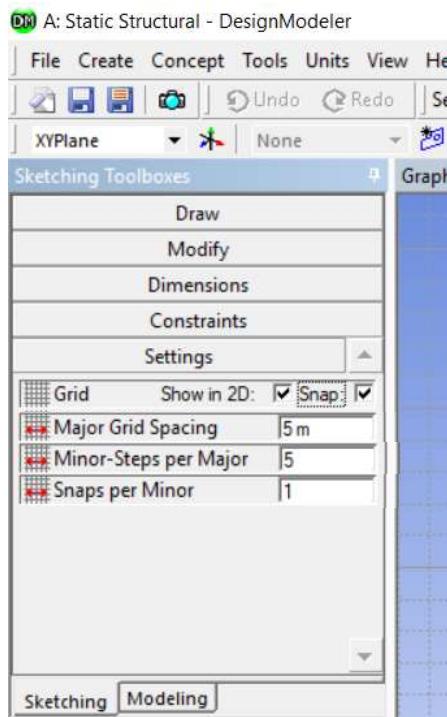 DM A: Static Structural - DesignModeler
File Create Concept Tools Units View He
Undo Redo Se
XYPlane None
Sketching Toolboxes Graph
Draw
Modify
Dimensions
Constraints
Settings
Grid Show in 2D: Snap:
Major Grid Spacing 5 m
Minor-Steps per Major 5
Snaps per Minor 1
Sketching Modeling